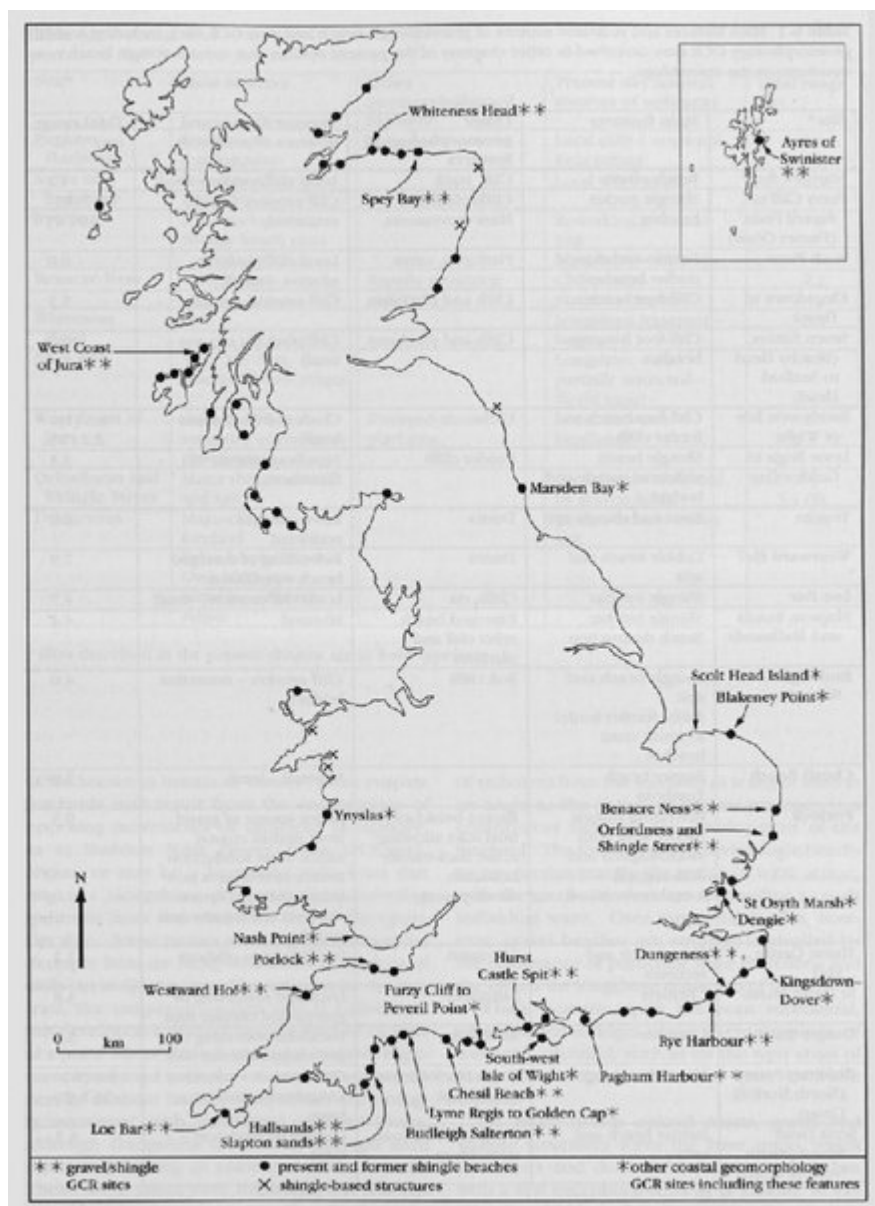 Whiteness Head**
Spey Bay**
Ayres of
Swinister
**
West Coast
of Jura**
Marsden Bay*
Scolt Head Island*
Blakeney Point*
Benacre Ness**
Orfordness and
Shingle Street**
Ynyslas*
N
St Osyth Marsh*
Dengie*
Nash Point*
Porlock**
Westward Ho!**
Hurst
Castle Spit**
Furzy Cliff to
Peveril Point*
Dungeness**
Kingsdown–
Dover*
Rye Harbour**
0 km 100
South-west
Isle of Wight*
Pagham Harbour**
Chesil Beach**
Lyme Regis to Golden Cap*
Budleigh Salterton**
Loe Bar**
Hallsands**
Slapton sands**
** gravel/shingle
GCR sites
● present and former shingle beaches
× shingle-based structures
*other coastal geomorphology
GCR sites including these features